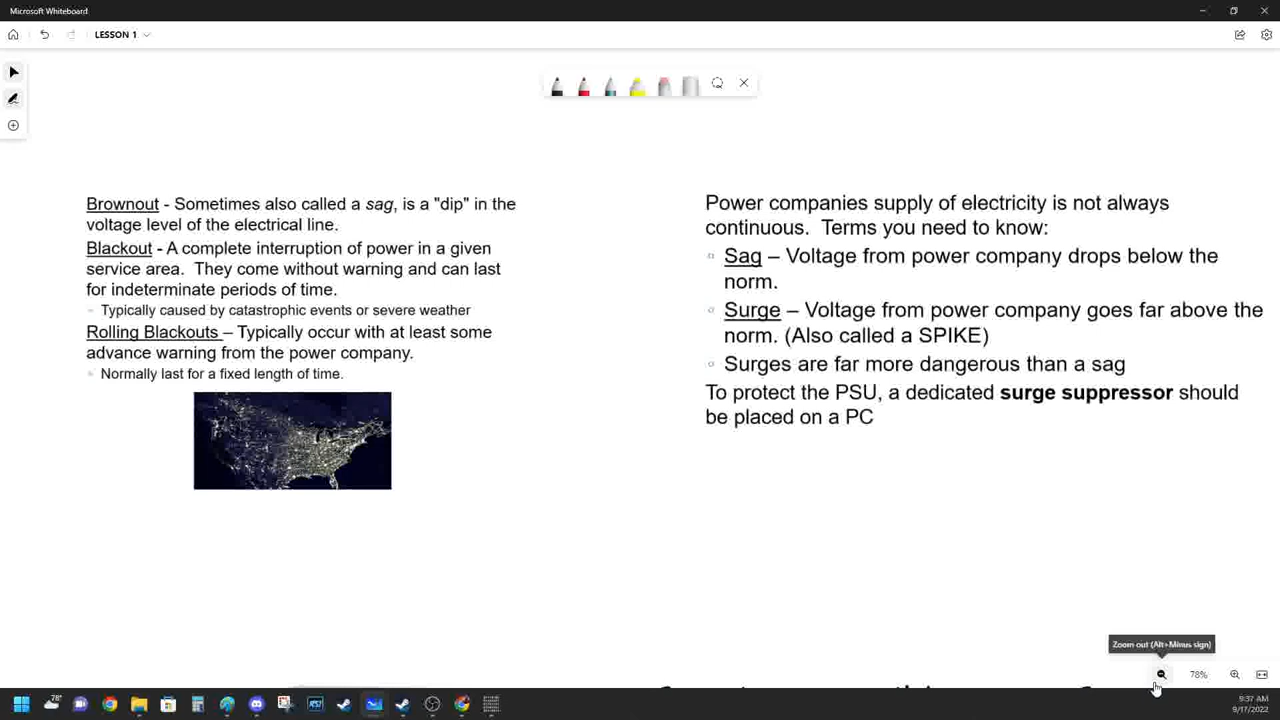 Microsoft Whiteboard
LESSON 1
Brownout - Sometimes also called a sag, is a "dip" in the
voltage level of the electrical line.
Blackout - A complete interruption of power in a given
service area. They come without warning and can last
for indeterminate periods of time.
Typically caused by catastrophic events or severe weather
Rolling Blackouts – Typically occur with at least some
advance warning from the power company.
Normally last for a fixed length of time.
Power companies supply of electricity is not always
continuous. Terms you need to know:
Sag – Voltage from power company drops below the
norm.
Surge – Voltage from power company goes far above the
norm. (Also called a SPIKE)
Surges are far more dangerous than a sag
To protect the PSU, a dedicated surge suppressor should
be placed on a PC
Zoom out (Alt+Minus sign)
78%
78°
9:37 AM
9/17/2022